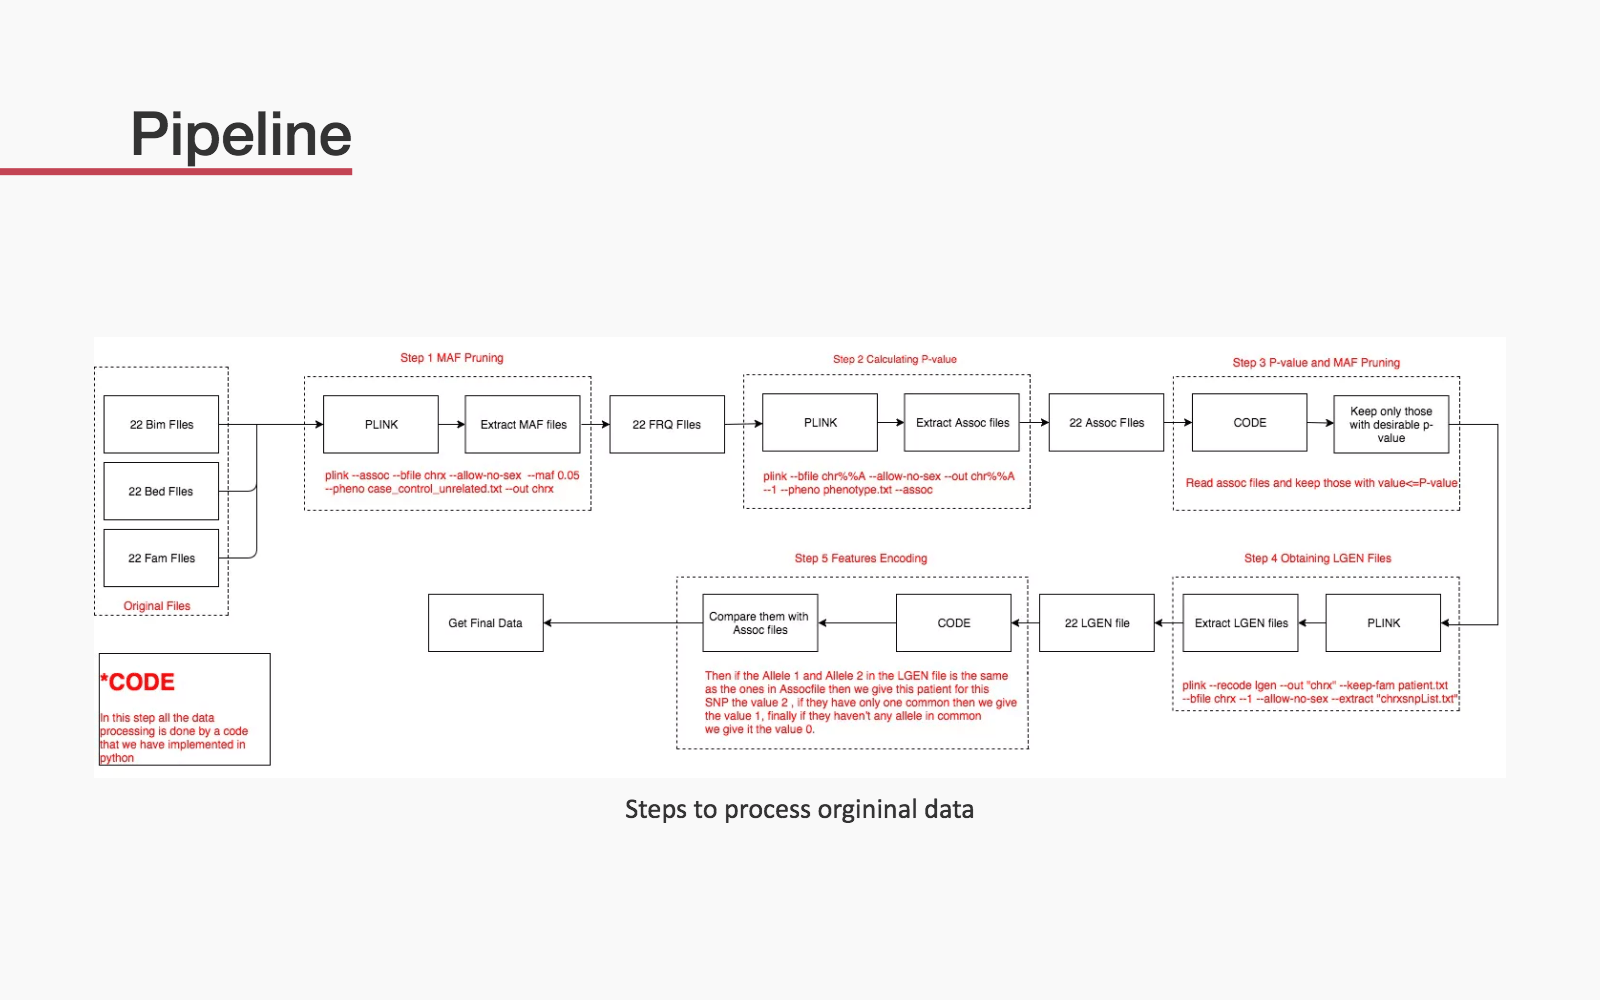 Pipeline
Step 1 MAF Pruning
Step 2 Calculating P-value
Step 3 P-value and MAF Pruning
22 Bim FIles
22 Bed FIles
22 Fam FIles
Original Files
PLINK
Extract MAF files
plink --assoc --bfile chrx --allow-no-sex --maf 0.05
--pheno case_control_unrelated.txt --out chrx
22 FRQ FIles
PLINK
Extract Assoc files
plink --bfile chr%%A --allow-no-sex --out chr%%A
--1 --pheno phenotype.txt --assoc
22 Assoc FIles
CODE
Keep only those
with desirable p-
value
Read assoc files and keep those with value<=P-value
Step 4 Obtaining LGEN Files
PLINK
Extract LGEN files
plink --recode lgen --out "chrx" --keep-fam patient.txt
--bfile chrx --1 --allow-no-sex --extract "chrxsnpList.txt"
22 LGEN file
Step 5 Features Encoding
CODE
Compare them with
Assoc files
Then if the Allele 1 and Allele 2 in the LGEN file is the same
as the ones in Assocfile then we give this patient for this
SNP the value 2 , if they have only one common then we give
the value 1, finally if they haven't any allele in common
we give it the value 0.
Get Final Data
*CODE
In this step all the data
processing is done by a code
that we have implemented in
python
Steps to process orgininal data